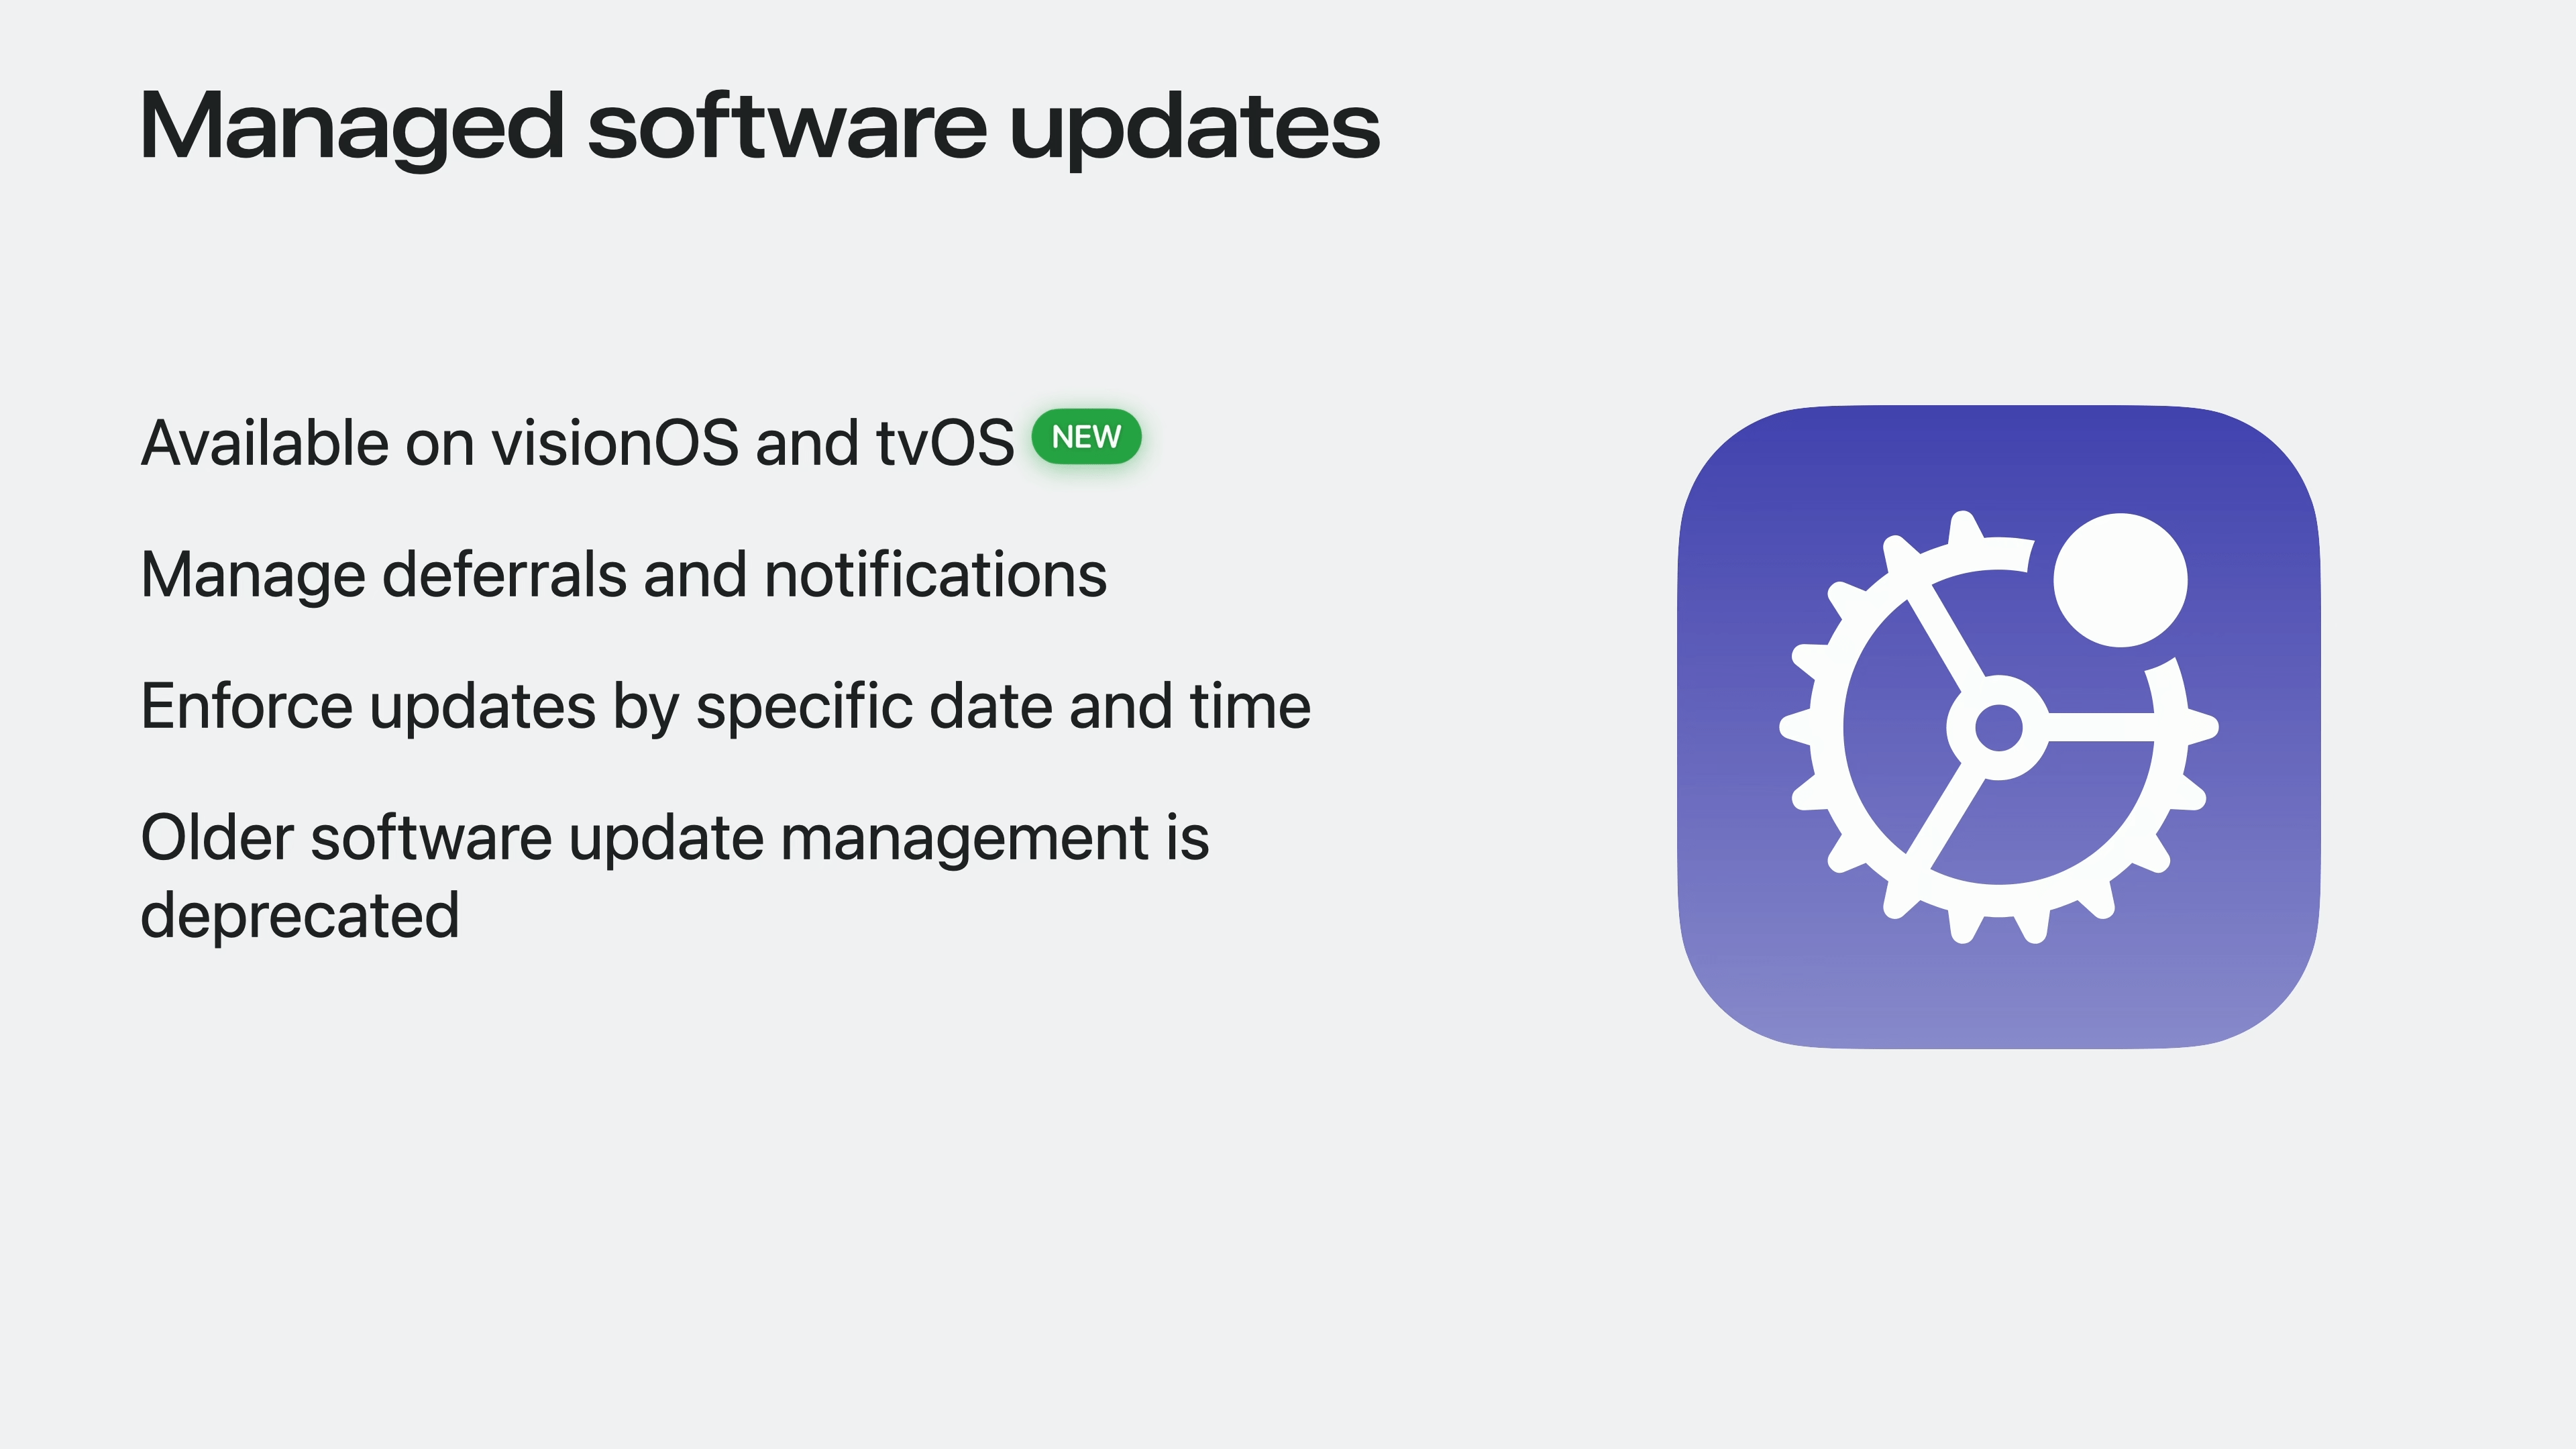 Managed software updates
Available on visionOS and tvOS NEW
Manage deferrals and notifications
Enforce updates by specific date and time
Older software update management is
deprecated